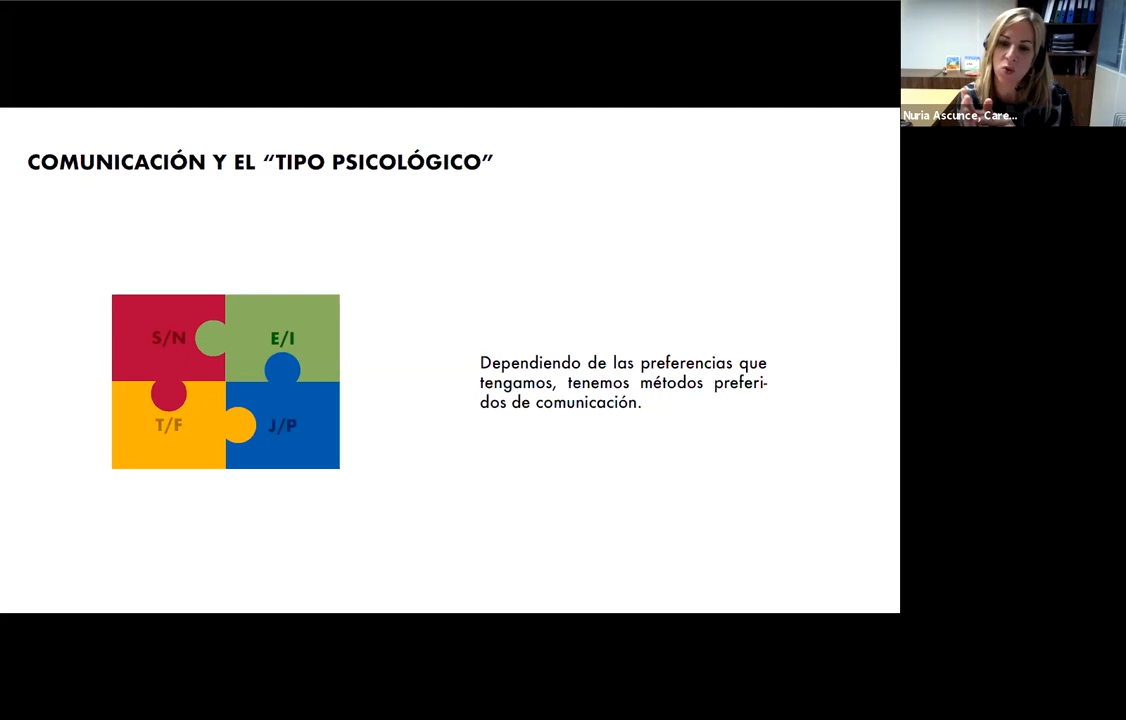 Nuria Ascunce, Care...
COMUNICACIÓN Y EL “TIPO PSICOLÓGICO”
S/N
E/I
T/F
J/P
Dependiendo de las preferencias que
tengamos, tenemos métodos preferi-
dos de comunicación.